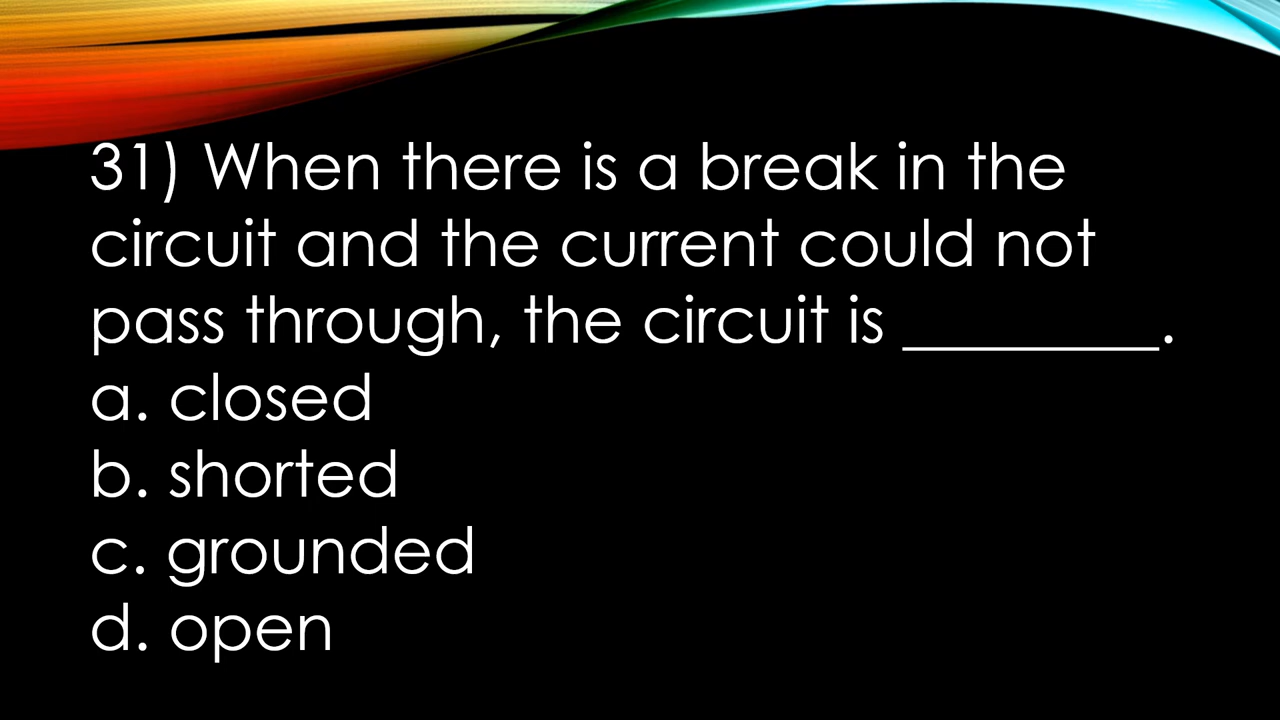 31) When there is a break in the
circuit and the current could not
pass through, the circuit is ________.
a. closed
b. shorted
c. grounded
d. open